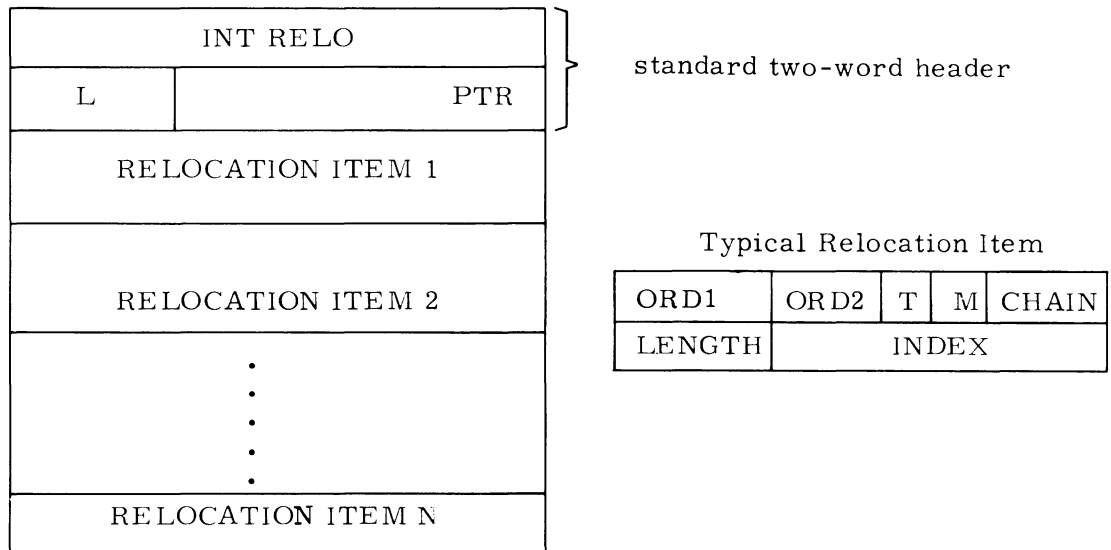 INT RELO
standard two-word header
L PTR
RELOCATION ITEM 1
Typical Relocation Item
RELOCATION ITEM 2
ORD1 ORD2 T M CHAIN
LENGTH INDEX
RELOCATION ITEM N